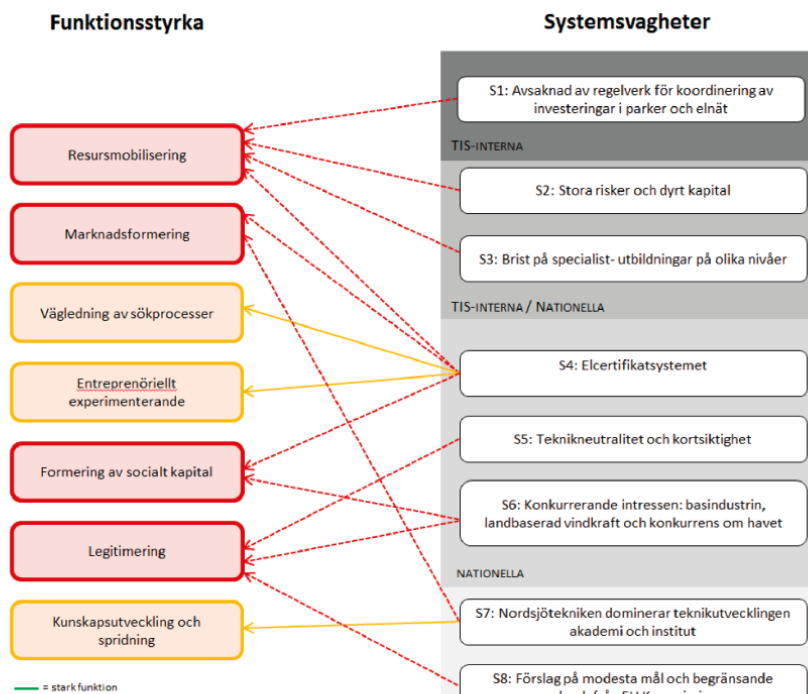 Funktionsstyrka
Systemsvagheter
S1: Avsaknad av regelverk för koordinering av
investeringar i parker och elnät
TIS-INTERNA
Resursmobilisering
S2: Stora risker och dyrt kapital
Marknadsformering
S3: Brist på specialist- utbildningar på olika nivåer
TIS-INTERNA / NATIONELLA
Vägledning av sökprocesser
S4: Elcertifikatsystemet
Entreprenöriellt
experimenterande
S5: Teknikneutralitet och kortsiktighet
Formering av socialt kapital
S6: Konkurrerande intressen: basindustrin,
landbaserad vindkraft och konkurrens om havet
Legitimering
NATIONELLA
Kunskapsutveckling och
spridning
S7: Nordsjötekniken dominerar teknikutvecklingen
akademi och institut
S8: Förslag på modesta mål och begränsande
= stark funktion